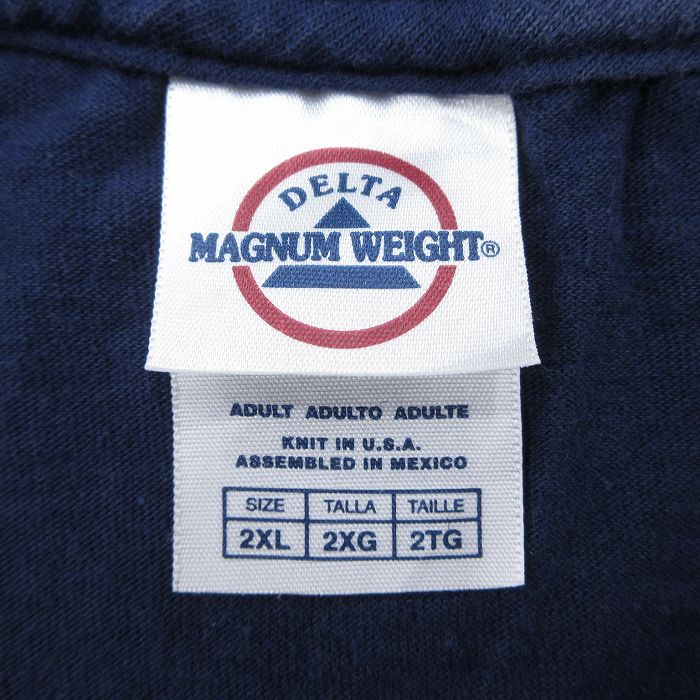 DELTA
MAGNUM WEIGHT®
ADULT ADULTO ADULTE
KNIT IN U.S.A.
ASSEMBLED IN MEXICO
SIZE TALLA TAILLE
2XL 2XG 2TG